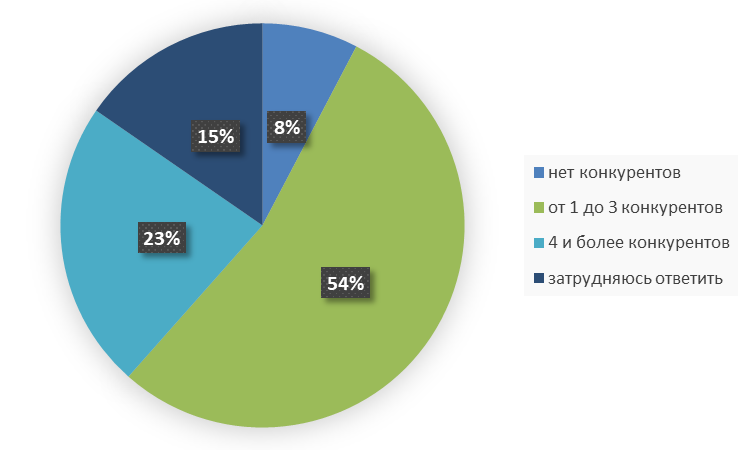 8%
15%
23%
54%
нет конкурентов
от 1 до 3 конкурентов
4 и более конкурентов
затрудняюсь ответить